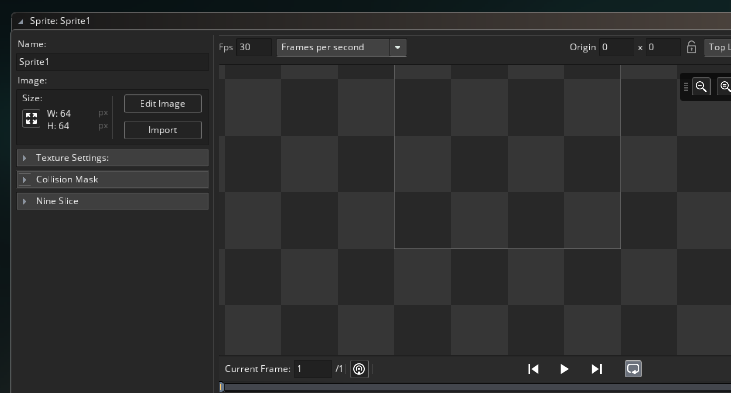 Sprite: Sprite1
Name:
Sprite1
Image:
Size:
W: 64 px
H: 64 px
Edit Image
Import
Texture Settings:
Collision Mask
Nine Slice
Fps 30 Frames per second Origin 0 x 0 Top L
Current Frame: 1 /1